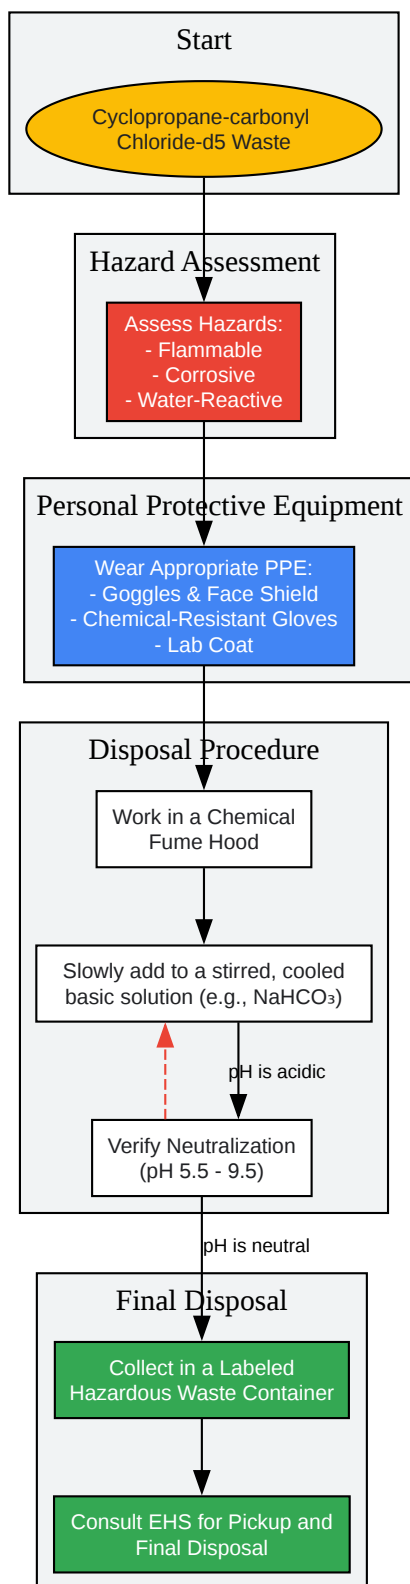 Start
Cyclopropane-carbonyl
Chloride-d5 Waste
Hazard Assessment
Assess Hazards:
- Flammable
- Corrosive
- Water-Reactive
Personal Protective Equipment
Wear Appropriate PPE:
- Goggles & Face Shield
- Chemical-Resistant Gloves
- Lab Coat
Disposal Procedure
Work in a Chemical
Fume Hood
Slowly add to a stirred, cooled
basic solution (e.g., NaHCO₃)
pH is acidic
Verify Neutralization
(pH 5.5 - 9.5)
pH is neutral
Final Disposal
Collect in a Labeled
Hazardous Waste Container
Consult EHS for Pickup and
Final Disposal